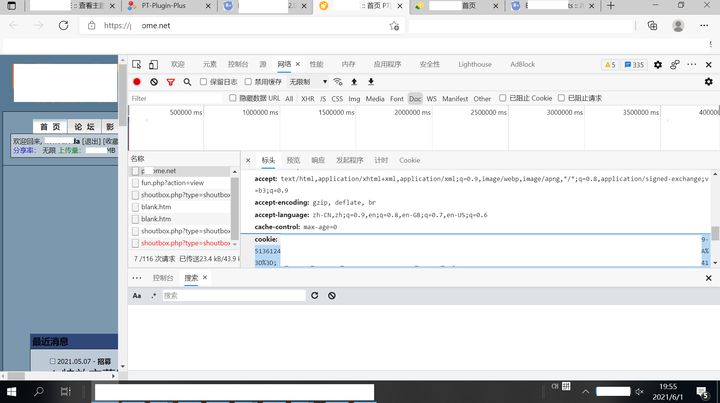 :: 查看主题
PT-Plugin-Plus
2.0
:: 首页 P
首页
https://p ome.net
欢迎
元素
控制台
源
网络
性能
内存
应用程序
安全性
Lighthouse
AdBlock
5
335
保留日志
禁用缓存
无限制
Filter
隐藏数据 URL
All
XHR
JS
CSS
Img
Media
Font
Doc
WS
Manifest
Other
已阻止 Cookie
已阻止请求
500000 ms
1000000 ms
1500000 ms
2000000 ms
2500000 ms
3000000 ms
3500000 ms
40000
首 页
论 坛
影
欢迎回来,
[退出] [收藏
分享率: 无限 上传量: MB
名称
p ome.net
fun.php?action=view
shoutbox.php?type=shoutbox
blank.htm
blank.htm
shoutbox.php?type=shoutbox
shoutbox.php?type=shoutbox
7 /116 次请求 已传送23.4 kB/43.9 k
标头
预览
响应
发起程序
计时
Cookie
accept: text/html,application/xhtml+xml,application/xml;q=0.9,image/webp,image/apng,*/*;q=0.8,application/signed-exchange;v=b3;q=0.9
accept-encoding: gzip, deflate, br
accept-language: zh-CN,zh;q=0.9,en;q=0.8,en-GB;q=0.7,en-US;q=0.6
cache-control: max-age=0
cookie: 9-
5136124 A%
3D%3D; 41
控制台
搜索
Aa
.*
搜索
最近消息
2021.05.07 - 招募
19:55
2021/6/1
5